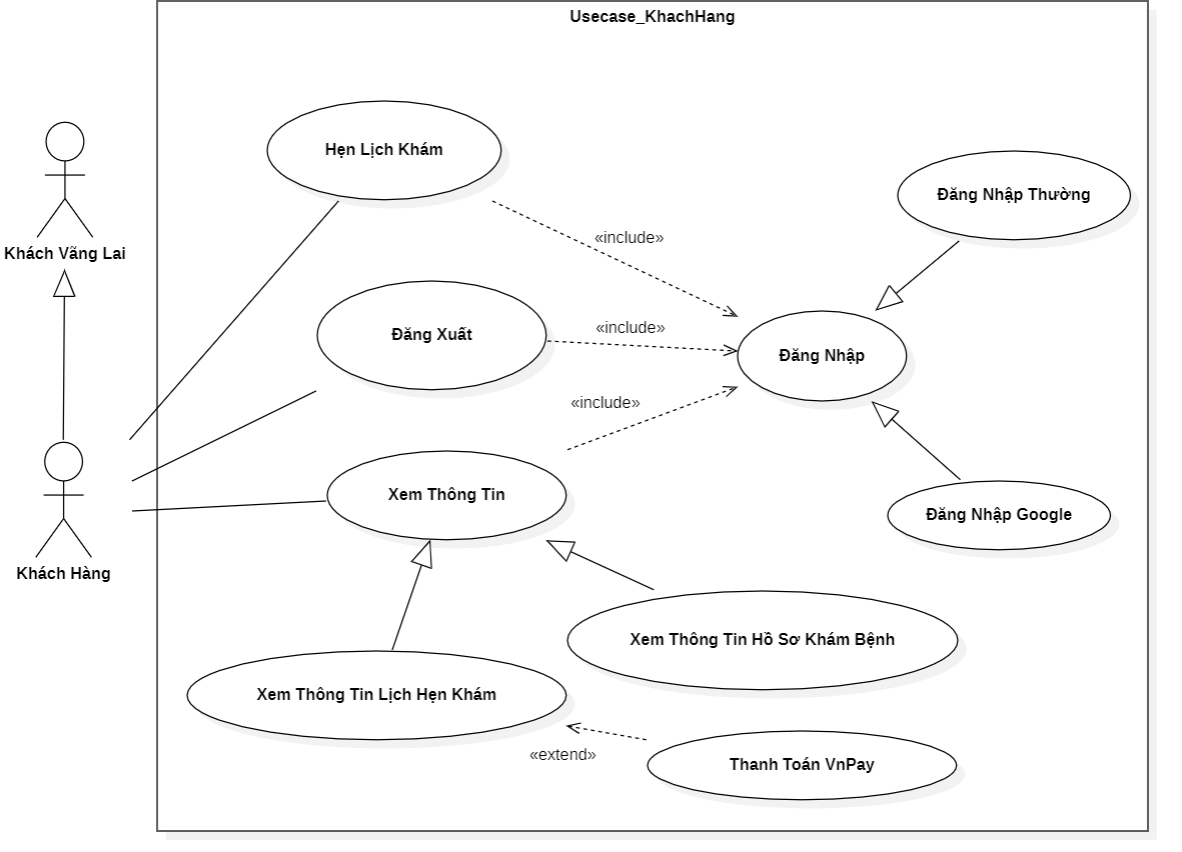 Usecase_KhachHang
Hẹn Lịch Khám
Đăng Nhập Thường
«include»
Khách Vãng Lai
Đăng Xuất
«include»
Đăng Nhập
«include»
Xem Thông Tin
Đăng Nhập Google
Khách Hàng
Xem Thông Tin Hồ Sơ Khám Bệnh
Xem Thông Tin Lịch Hẹn Khám
«extend»
Thanh Toán VnPay